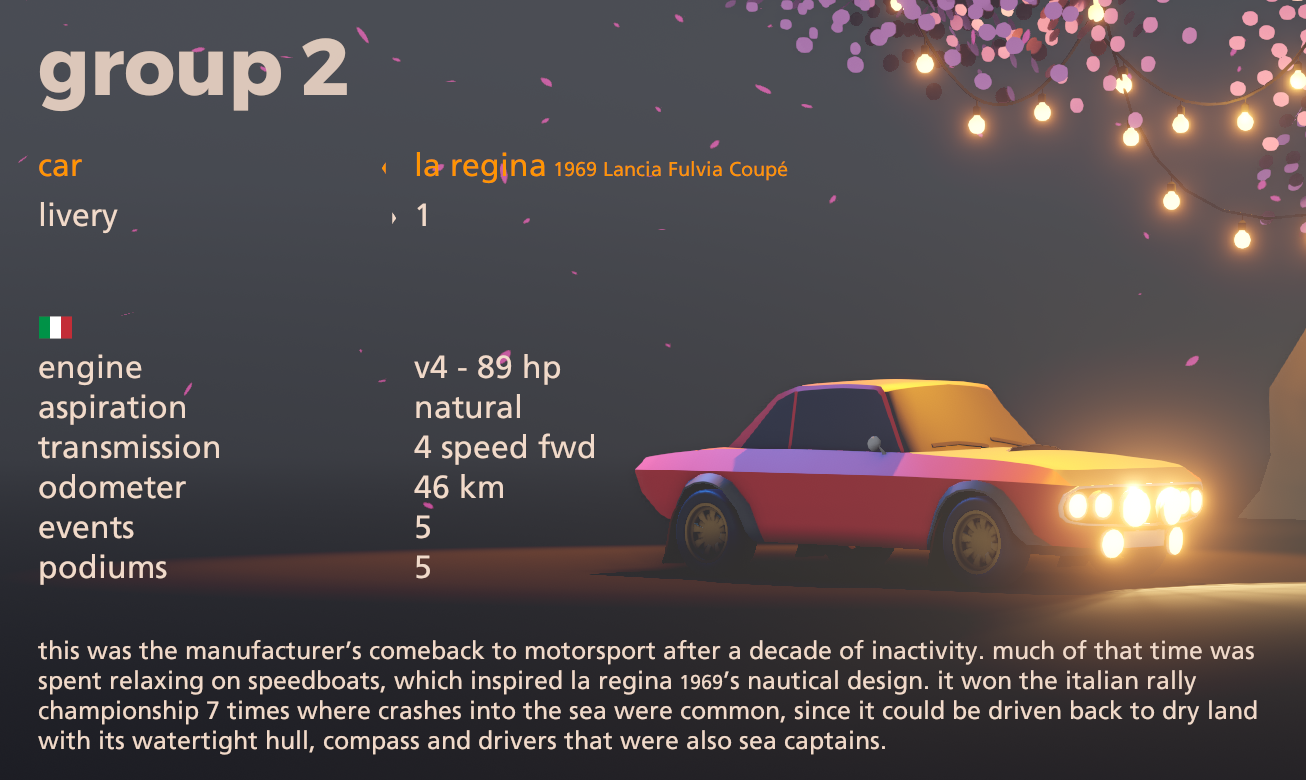 group 2
car la regina 1969 Lancia Fulvia Coupé
livery 1
engine v4 - 89 hp
aspiration natural
transmission 4 speed fwd
odometer 46 km
events 5
podiums 5
this was the manufacturer’s comeback to motorsport after a decade of inactivity. much of that time was
spent relaxing on speedboats, which inspired la regina 1969’s nautical design. it won the italian rally
championship 7 times where crashes into the sea were common, since it could be driven back to dry land
with its watertight hull, compass and drivers that were also sea captains.